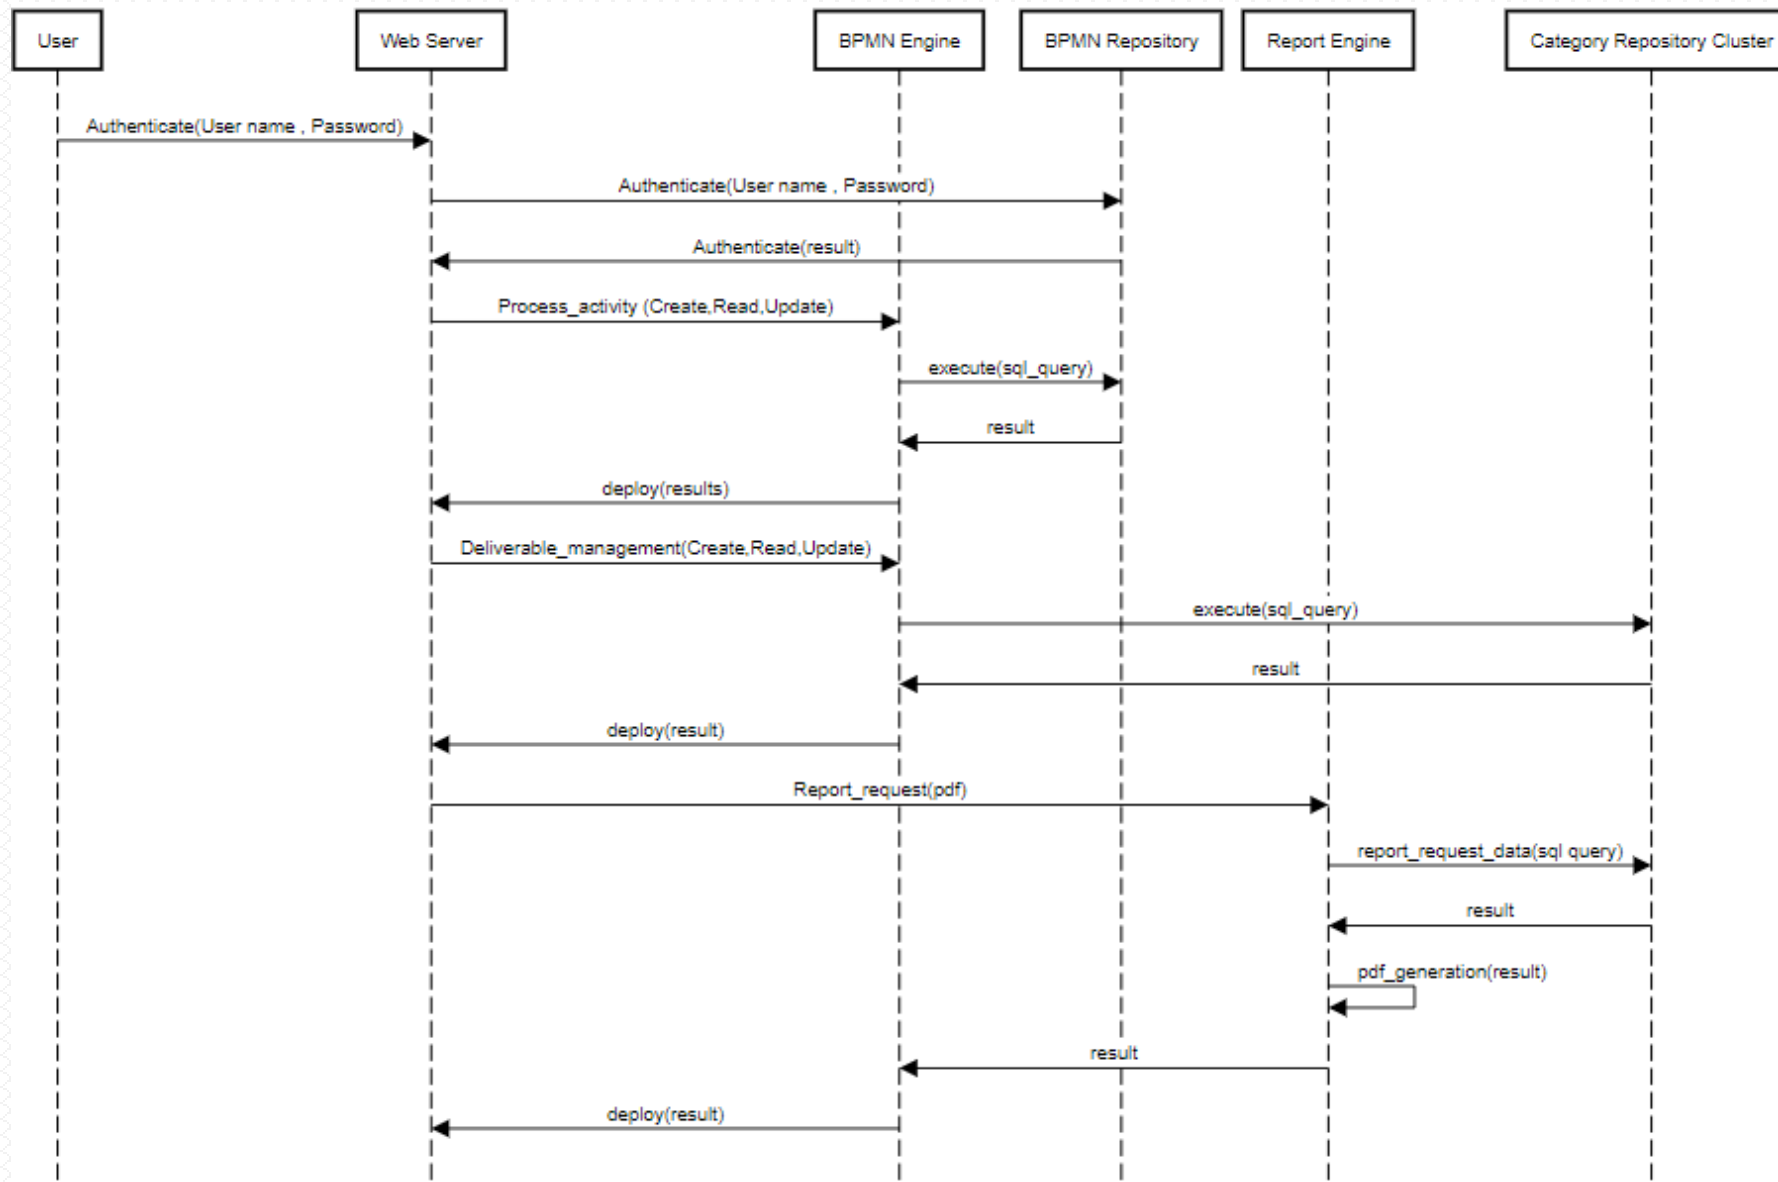 User
Web Server
BPMN Engine
BPMN Repository
Report Engine
Category Repository Cluster
Authenticate(User name , Password)
Authenticate(User name , Password)
Authenticate(result)
Process_activity (Create,Read,Update)
execute(sql_query)
result
deploy(results)
Deliverable_management(Create,Read,Update)
execute(sql_query)
result
deploy(result)
Report_request(pdf)
report_request_data(sql query)
result
pdf_generation(result)
result
deploy(result)